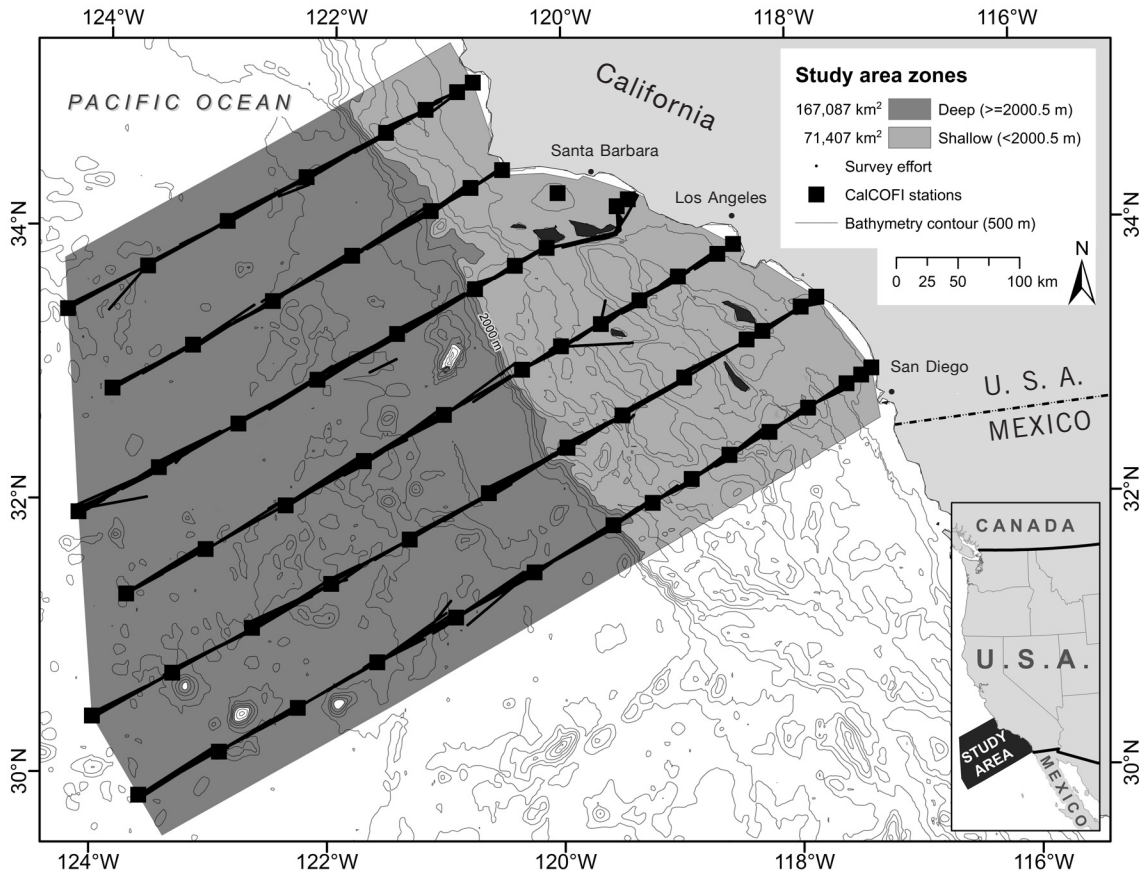 124°W 122°W 120°W 118°W 116°W
PACIFIC OCEAN
California
Study area zones
167,087 km² Deep (>=2000.5 m)
71,407 km² Shallow (<2000.5 m)
Survey effort
CalCOFI stations
Bathymetry contour (500 m)
Santa Barbara
Los Angeles
34°N 34°N
N
0 25 50 100 km
2000 m
San Diego
U. S. A.
MEXICO
32°N 32°N
CANADA
U.S.A.
STUDY
AREA
MEXICO
30°N 30°N
124°W 122°W 120°W 118°W 116°W